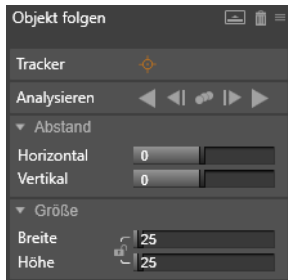 Objekt folgen
Tracker
Analysieren
Abstand
Horizontal 0
Vertikal 0
Größe
Breite 25
Höhe 25